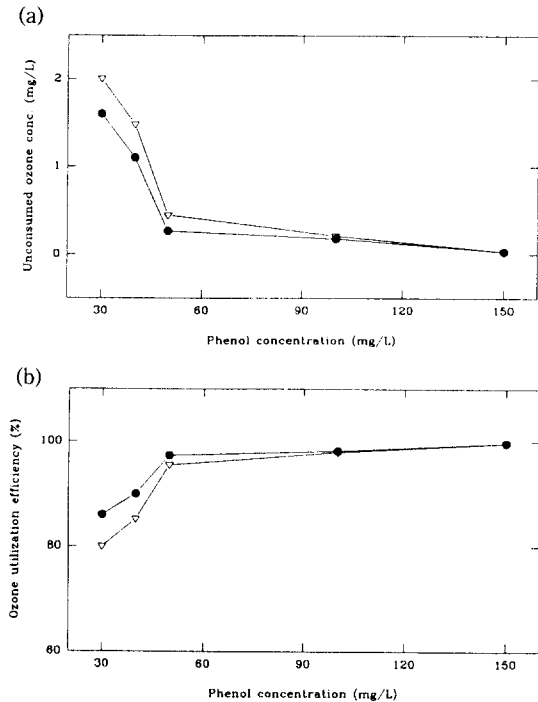 (a)
Unconsumed ozone conc. (mg/L)
2
1
0
30 60 90 120 150
Phenol concentration (mg/L)
(b)
Ozone utilization efficiency (%)
100
80
60
30 60 90 120 150
Phenol concentration (mg/L)